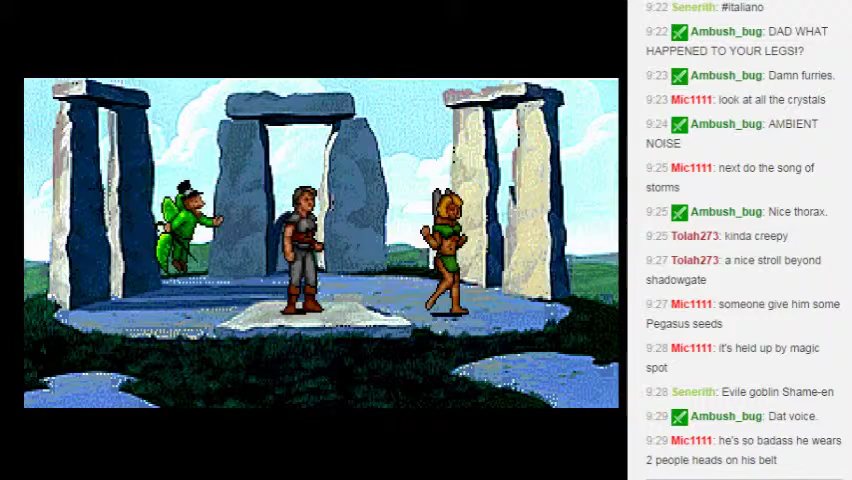 9:22 Senerith: #italiano
9:22 Ambush_bug: DAD WHAT
HAPPENED TO YOUR LEGS!?
9:23 Ambush_bug: Damn furries.
9:23 Mic1111: look at all the crystals
9:24 Ambush_bug: AMBIENT
NOISE
9:25 Mic1111: next do the song of
storms
9:25 Ambush_bug: Nice thorax.
9:25 Tolah273: kinda creepy
9:27 Tolah273: a nice stroll beyond
shadowgate
9:27 Mic1111: someone give him some
Pegasus seeds
9:28 Mic1111: it's held up by magic
spot
9:28 Senerith: Evile goblin Shame-en
9:29 Ambush_bug: Dat voice.
9:29 Mic1111: he's so badass he wears
2 people heads on his belt